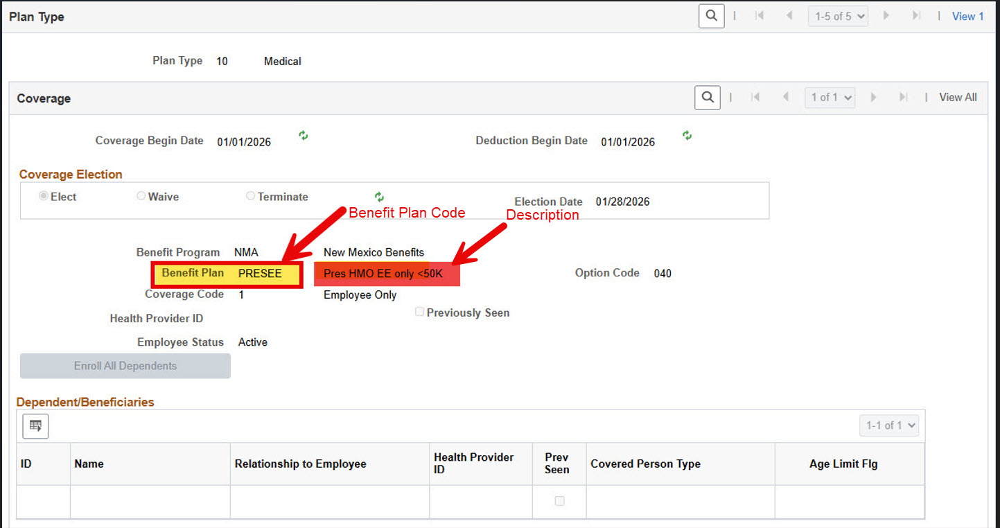 Plan Type | 1-5 of 5 | View 1
Plan Type 10 Medical
Coverage | 1 of 1 | View All
Coverage Begin Date 01/01/2026 Deduction Begin Date 01/01/2026
Coverage Election
Elect Waive Terminate Election Date 01/28/2026
Benefit Plan Code Description
Benefit Program NMA New Mexico Benefits
Benefit Plan PRESEE Pres HMO EE only <50K Option Code 040
Coverage Code 1 Employee Only
Health Provider ID Previously Seen
Employee Status Active
Enroll All Dependents
Dependent/Beneficiaries
1-1 of 1
ID Name Relationship to Employee Health Provider ID Prev Seen Covered Person Type Age Limit Flg